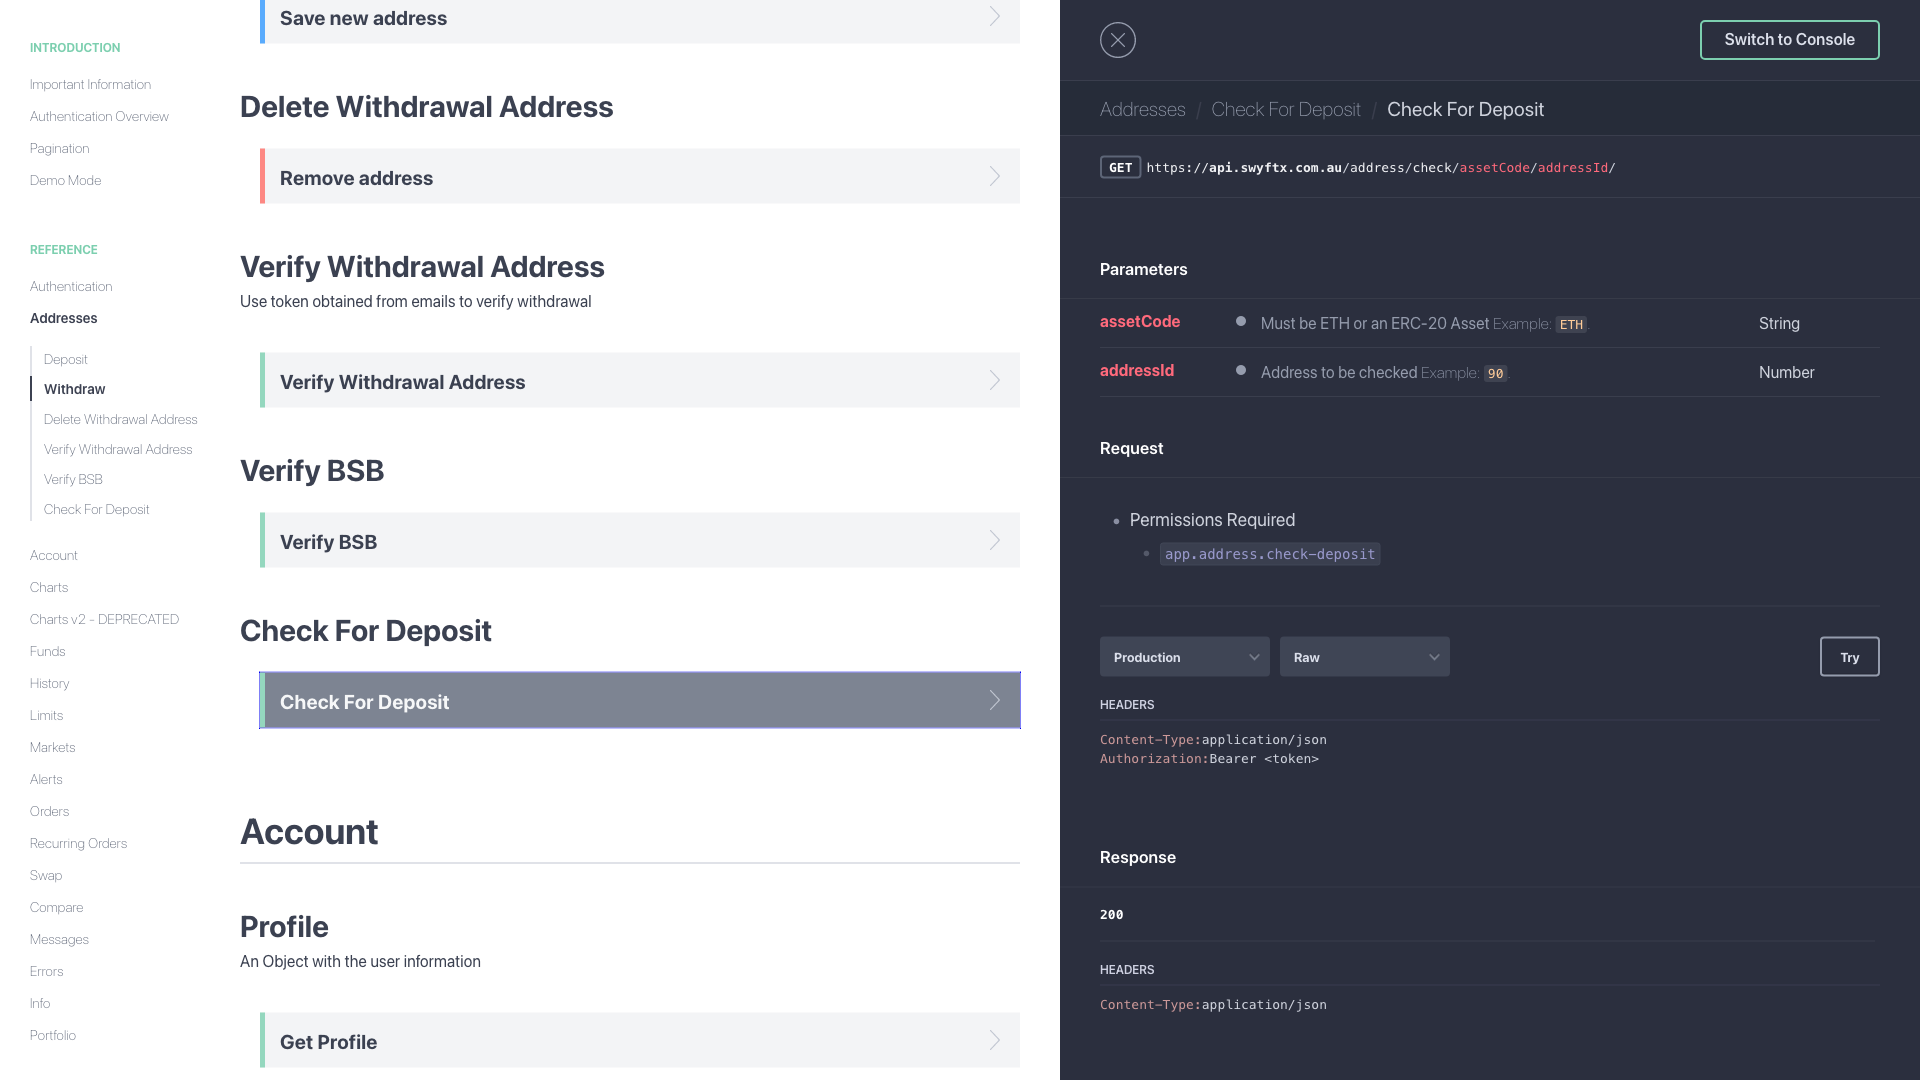 INTRODUCTION
Important Information
Authentication Overview
Pagination
Demo Mode
REFERENCE
Authentication
Addresses
Deposit
Withdraw
Delete Withdrawal Address
Verify Withdrawal Address
Verify BSB
Check For Deposit
Account
Charts
Charts v2 - DEPRECATED
Funds
History
Limits
Markets
Alerts
Orders
Recurring Orders
Swap
Compare
Messages
Errors
Info
Portfolio
Save new address
Delete Withdrawal Address
Remove address
Verify Withdrawal Address
Use token obtained from emails to verify withdrawal
Verify Withdrawal Address
Verify BSB
Verify BSB
Check For Deposit
Check For Deposit
Account
Profile
An Object with the user information
Get Profile
Switch to Console
Addresses / Check For Deposit / Check For Deposit
GET https://api.swyftx.com.au/address/check/assetCode/addressId/
Parameters
assetCode Must be ETH or an ERC-20 Asset Example: ETH. String
addressId Address to be checked Example: 90. Number
Request
Permissions Required
app.address.check-deposit
Production Raw Try
HEADERS
Content-Type:application/json
Authorization:Bearer <token>
Response
200
HEADERS
Content-Type:application/json